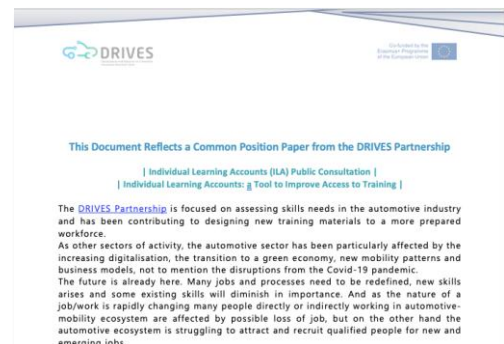 DRIVES
Co-funded by the
Erasmus+ Programme
of the European Union
This Document Reflects a Common Position Paper from the DRIVES Partnership
| Individual Learning Accounts (ILA) Public Consultation |
| Individual Learning Accounts: a Tool to Improve Access to Training |
The DRIVES Partnership is focused on assessing skills needs in the automotive industry
and has been contributing to designing new training materials to a more prepared
workforce.
As other sectors of activity, the automotive sector has been particularly affected by the
increasing digitalisation, the transition to a green economy, new mobility patterns and
business models, not to mention the disruptions from the Covid-19 pandemic.
The future is already here. Many jobs and processes need to be redefined, new skills
arises and some existing skills will diminish in importance. And as the nature of a
job/work is rapidly changing many people directly or indirectly working in automotive-
mobility ecosystem are affected by possible loss of job, but on the other hand the
automotive ecosystem is struggling to attract and recruit qualified people for new and
emerging jobs.